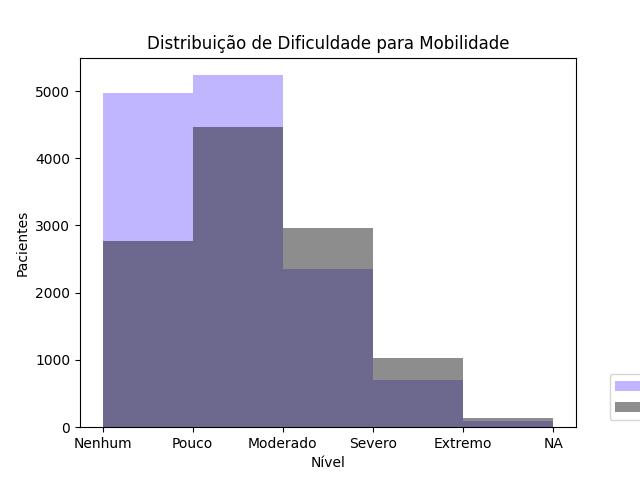 Distribuição de Dificuldade para Mobilidade
Pacientes
5000
4000
3000
2000
1000
0
Nenhum Pouco Moderado Severo Extremo NA
Nível